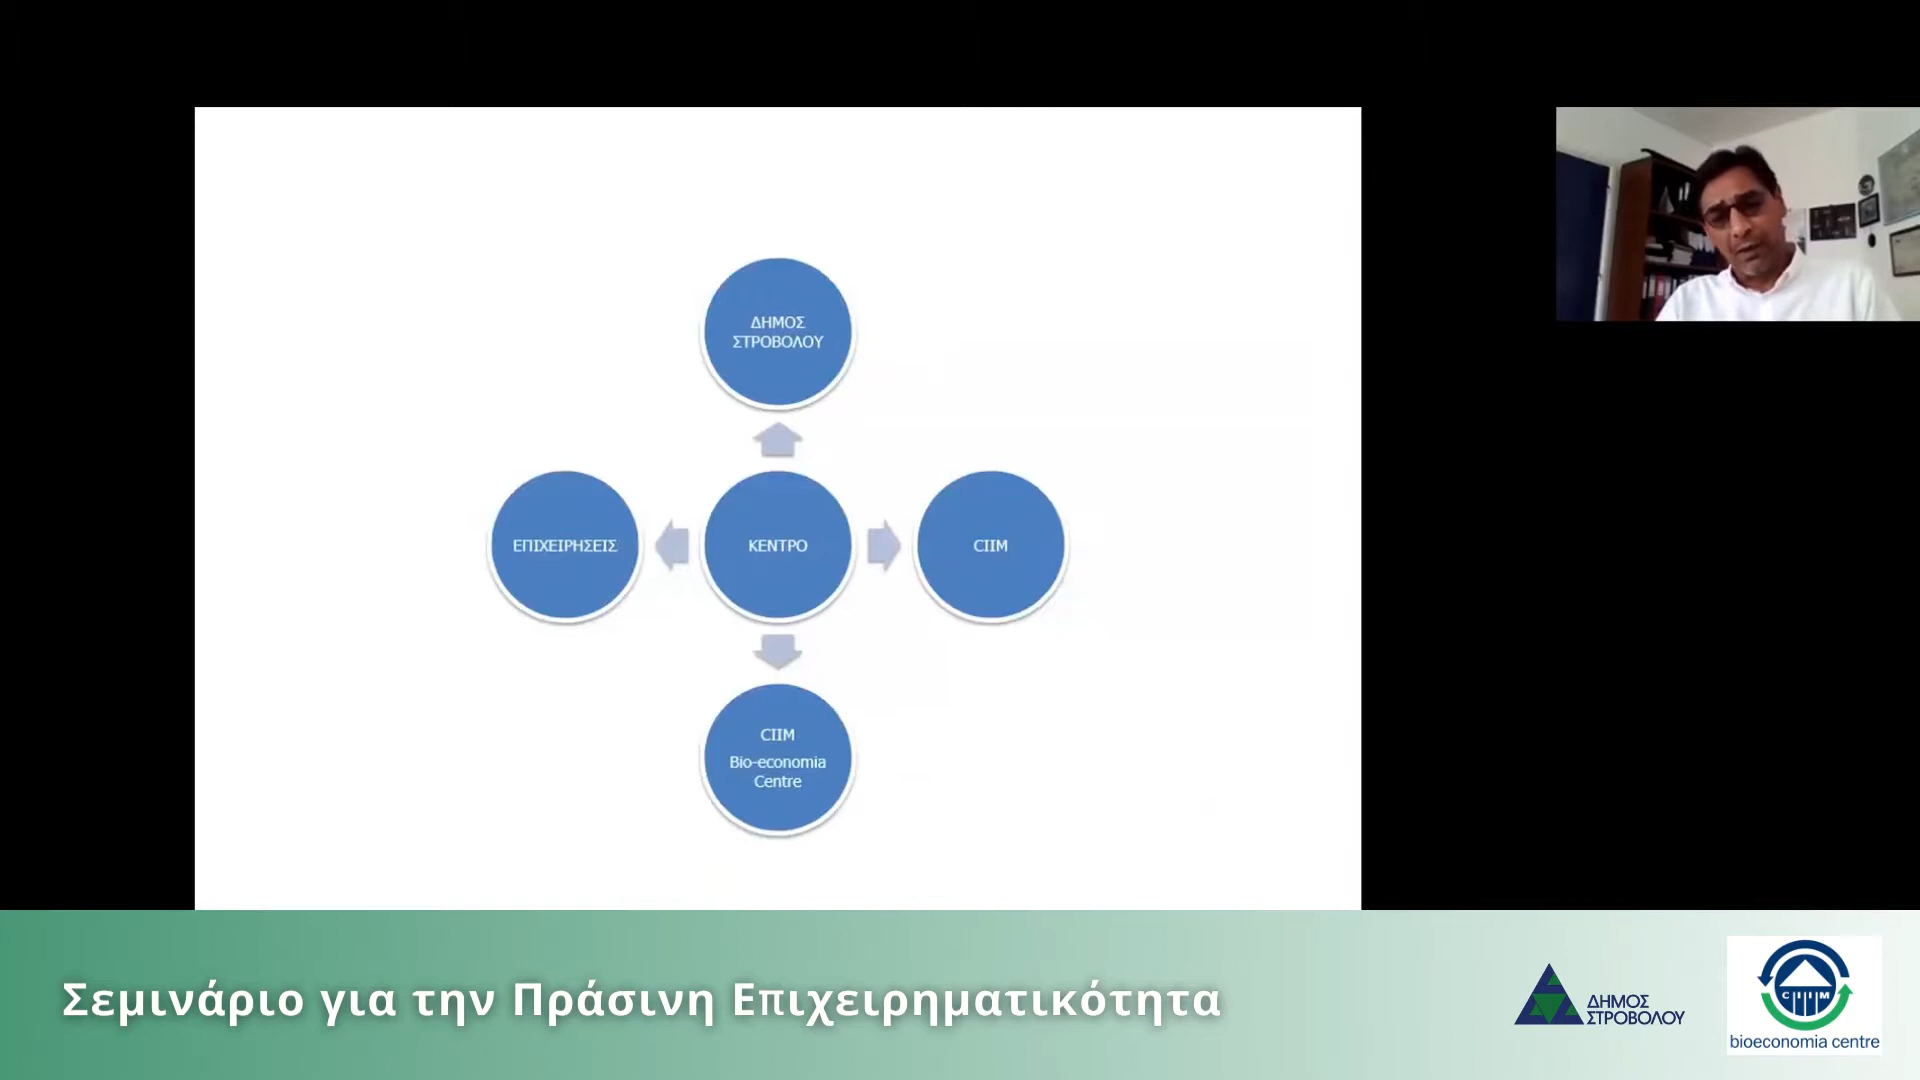 ΔΗΜΟΣ
ΣΤΡΟΒΟΛΟΥ
ΕΠΙΧΕΙΡΗΣΕΙΣ
ΚΕΝΤΡΟ
CIIM
CIIM
Bio-economia
Centre
Σεμινάριο για την Πράσινη Επιχειρηματικότητα
ΔΗΜΟΣ
ΣΤΡΟΒΟΛΟΥ
CIIM
bioeconomia centre